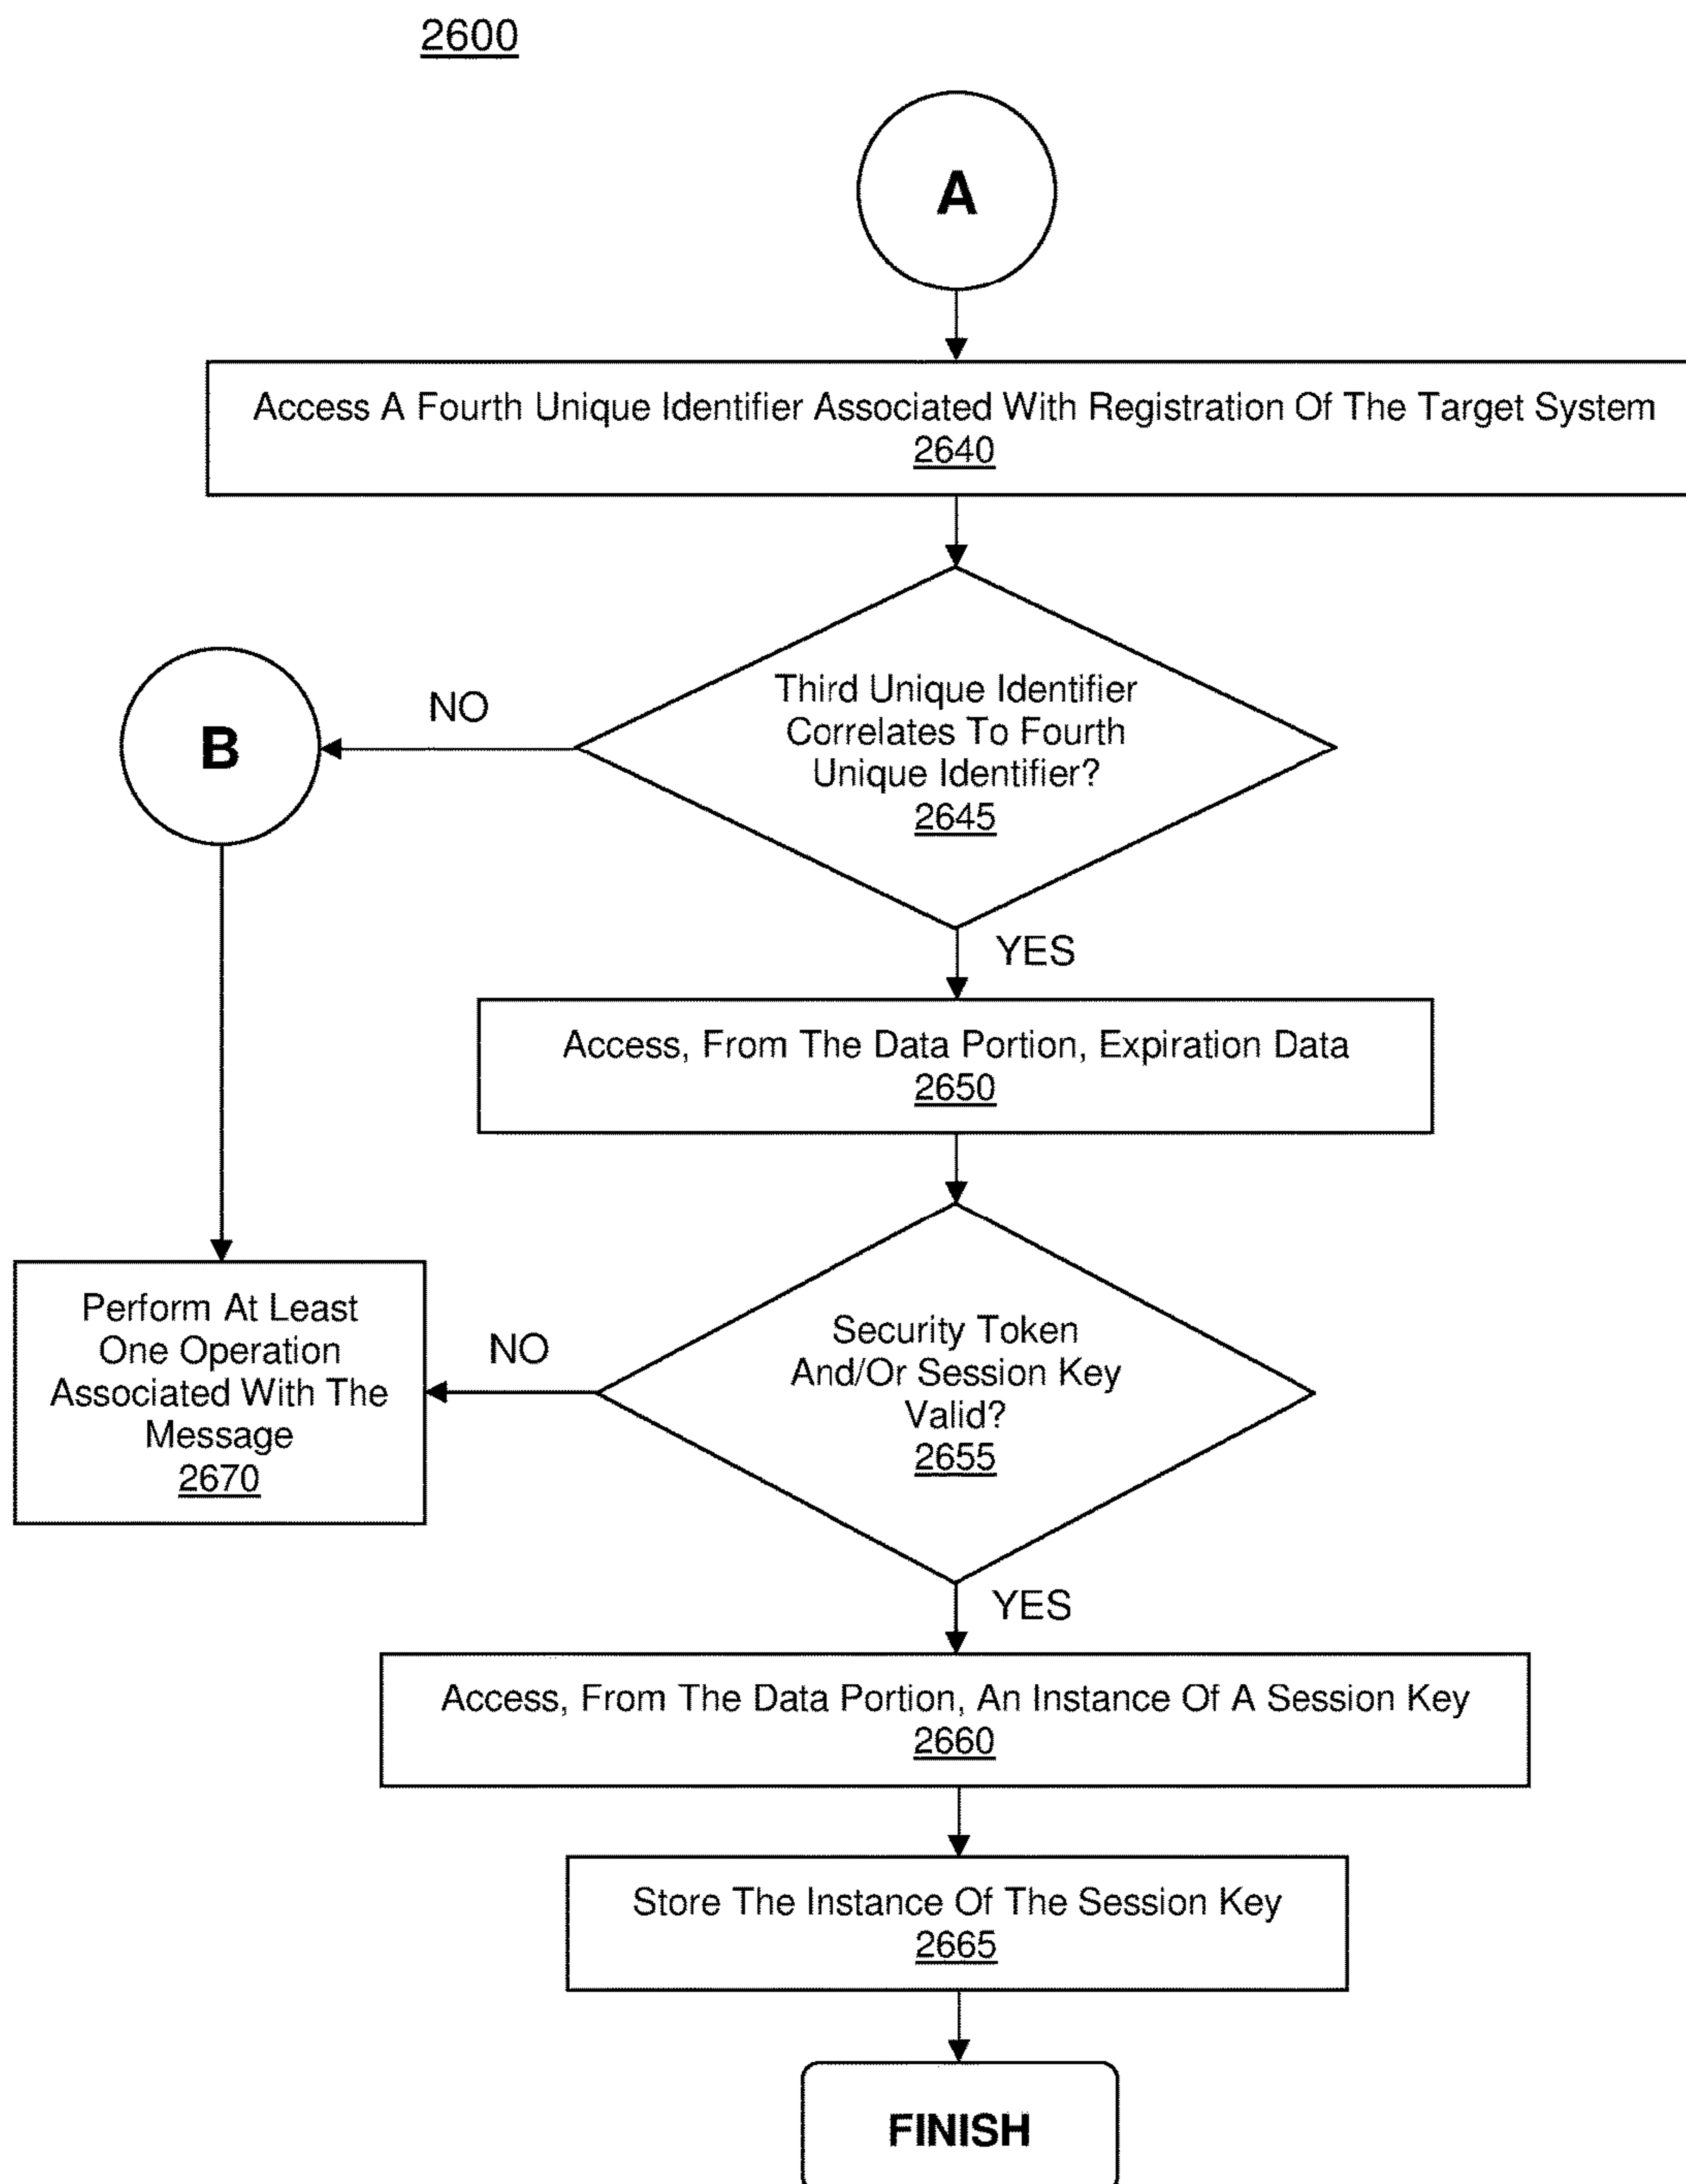 2600
A
Access A Fourth Unique Identifier Associated With Registration Of The Target System
2640
Third Unique Identifier
Correlates To Fourth
Unique Identifier?
2645
NO
B
YES
Access, From The Data Portion, Expiration Data
2650
Security Token
And/Or Session Key
Valid?
2655
NO
Perform At Least
One Operation
Associated With The
Message
2670
YES
Access, From The Data Portion, An Instance Of A Session Key
2660
Store The Instance Of The Session Key
2665
FINISH